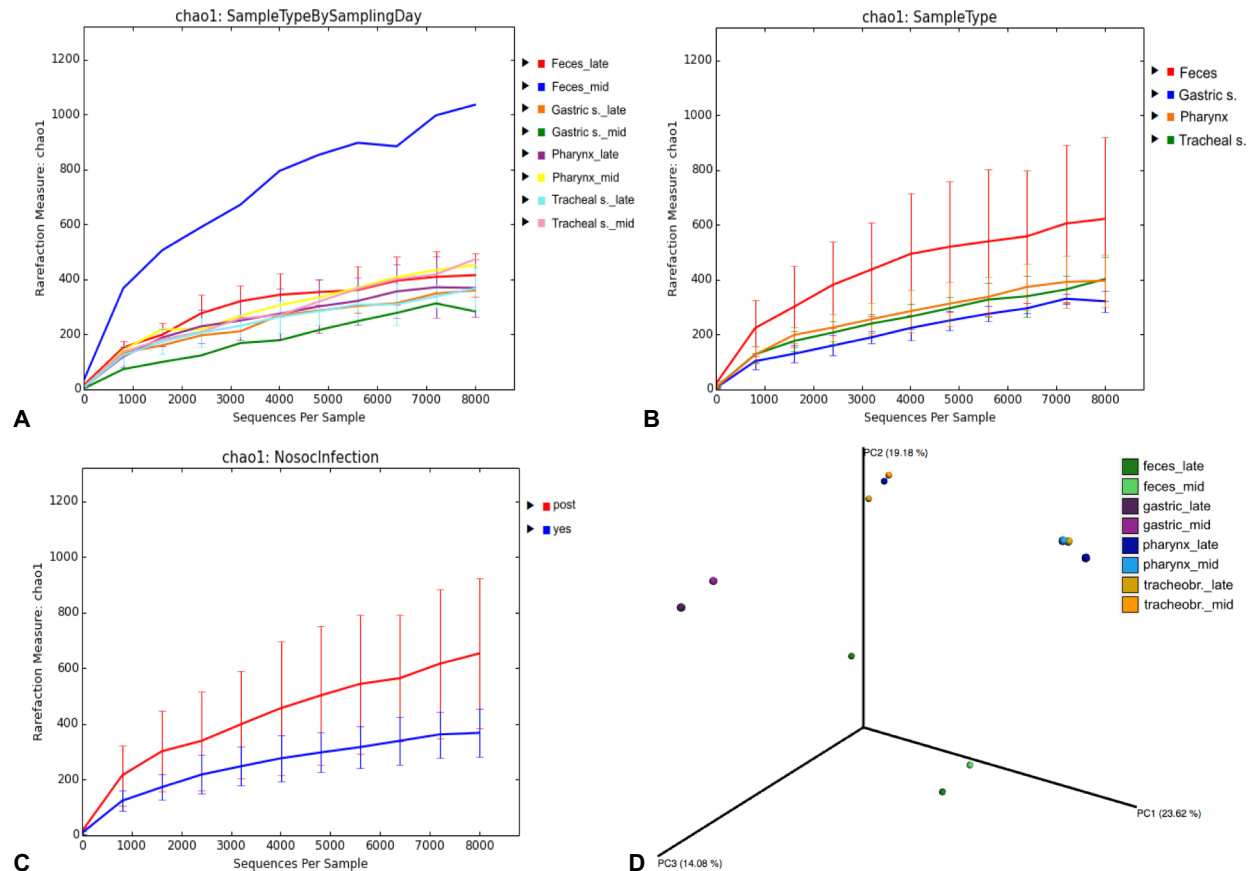 chao1: SampleTypeBySamplingDay
1200
1000
800
600
400
200
0
Rarefaction Measure: chao1
0 1000 2000 3000 4000 5000 6000 7000 8000
Sequences Per Sample
Feces_late
Feces_mid
Gastric s._late
Gastric s._mid
Pharynx_late
Pharynx_mid
Tracheal s._late
Tracheal s._mid
A
chao1: SampleType
1200
1000
800
600
400
200
0
Rarefaction Measure: chao1
0 1000 2000 3000 4000 5000 6000 7000 8000
Sequences Per Sample
Feces
Gastric s.
Pharynx
Tracheal s.
B
chao1: NosocInfection
1200
1000
800
600
400
200
0
Rarefaction Measure: chao1
0 1000 2000 3000 4000 5000 6000 7000 8000
Sequences Per Sample
post
yes
C
PC2 (19.18 %)
PC1 (23.62 %)
PC3 (14.08 %)
feces_late
feces_mid
gastric_late
gastric_mid
pharynx_late
pharynx_mid
tracheobr._late
tracheobr._mid
D